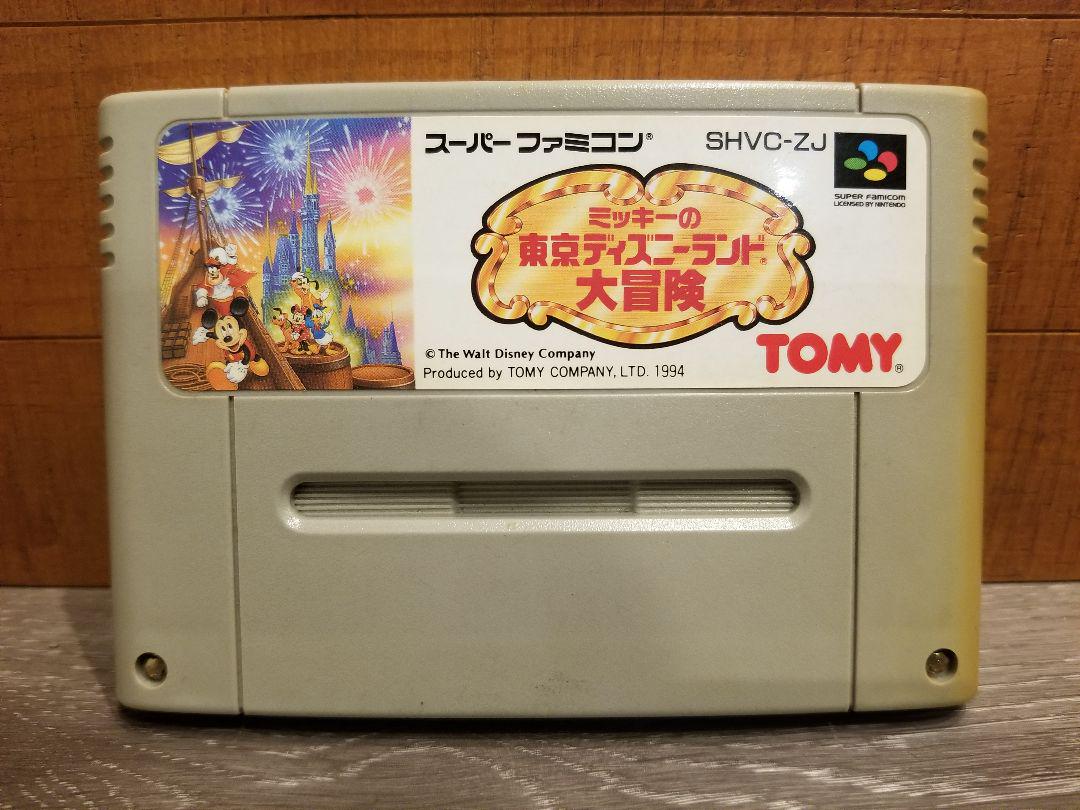 スーパーファミコン®
SHVC-ZJ
SUPER FAMICOM
LICENSED BY NINTENDO
ミッキーの
東京ディズニーランド®
大冒険
© The Walt Disney Company
Produced by TOMY COMPANY, LTD. 1994
TOMY®